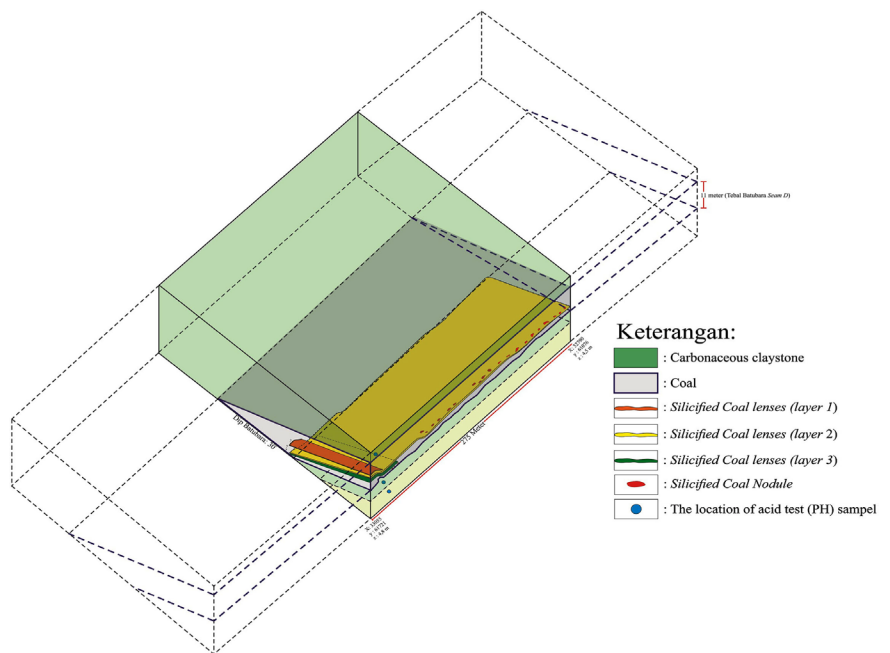 11 meter (Tebal Batubara Seam D)
Keterangan:
: Carbonaceous claystone
: Coal
: Silicified Coal lenses (layer 1)
: Silicified Coal lenses (layer 2)
: Silicified Coal lenses (layer 3)
: Silicified Coal Nodule
: The location of acid test (PH) sampel
Dip Batubara: 30
275 Meter